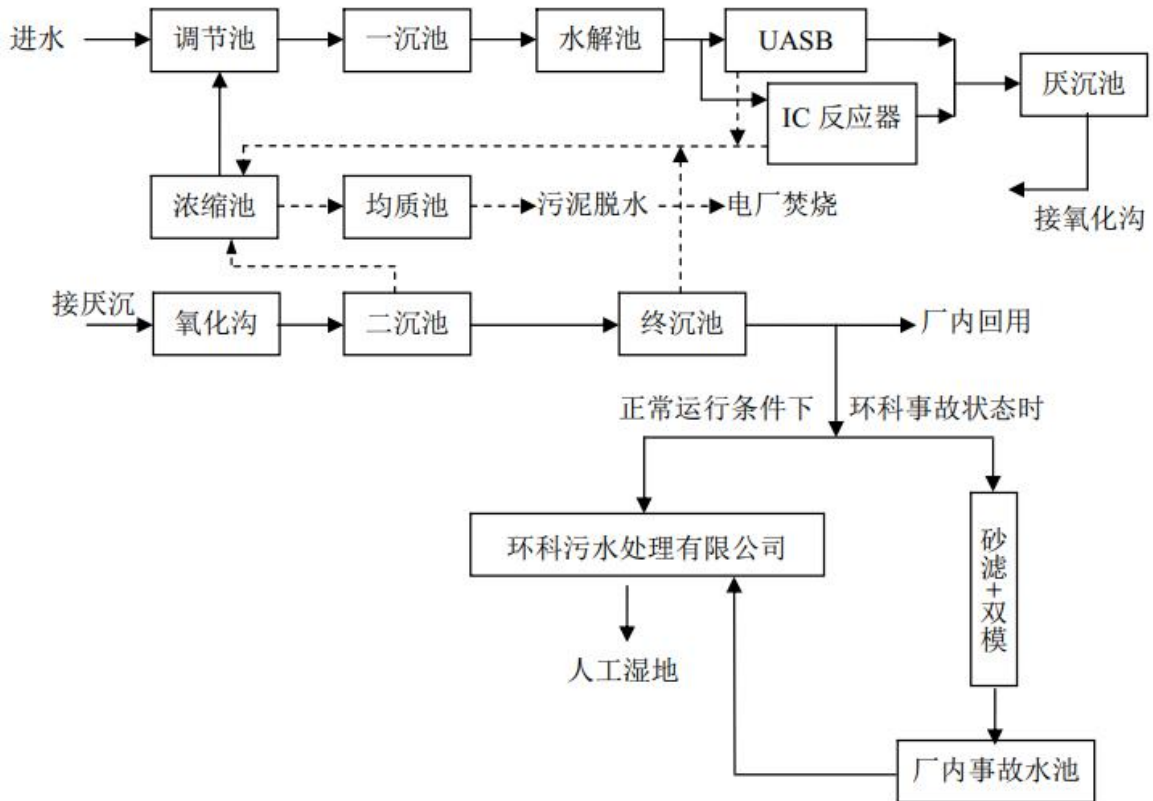 进水
调节池
一沉池
水解池
UASB
IC 反应器
厌沉池
接氧化沟
浓缩池
均质池
污泥脱水
电厂焚烧
接厌沉
氧化沟
二沉池
终沉池
厂内回用
正常运行条件下
环科事故状态时
环科污水处理有限公司
人工湿地
砂滤+双模
厂内事故水池